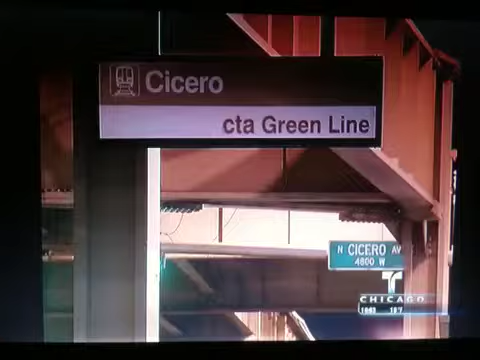 Cicero
cta Green Line
N CICERO AV
4800 W
CHICAGO